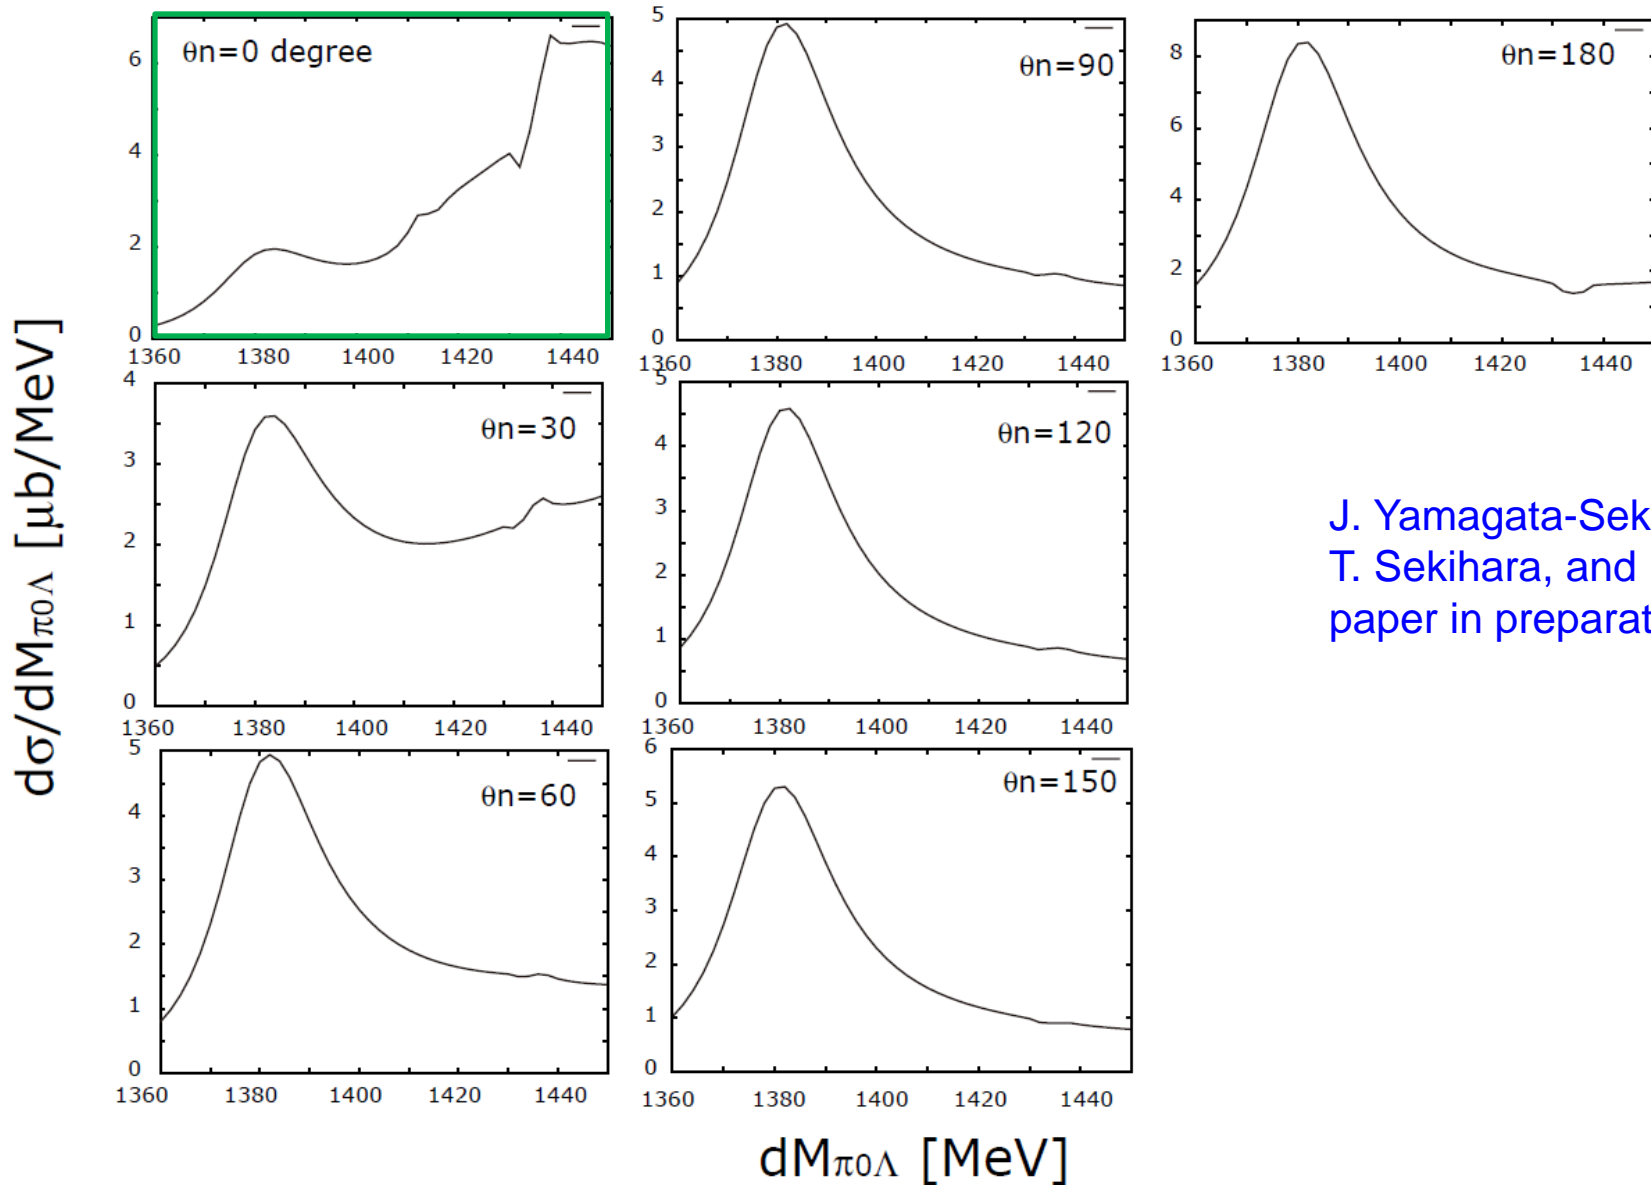 dσ/dMπ0Λ [μb/MeV]
θn=0 degree
6
4
2
0
1360 1380 1400 1420 1440
θn=90
5
4
3
2
1
0
1360 1380 1400 1420 1440
θn=180
8
6
4
2
0
1360 1380 1400 1420 1440
θn=30
4
3
2
1
0
1360 1380 1400 1420 1440
θn=120
5
4
3
2
1
0
1360 1380 1400 1420 1440
J. Yamagata-Sek
T. Sekihara, and
paper in preparat
θn=60
5
4
3
2
1
0
1360 1380 1400 1420 1440
θn=150
6
5
4
3
2
1
0
1360 1380 1400 1420 1440
dMπ0Λ [MeV]